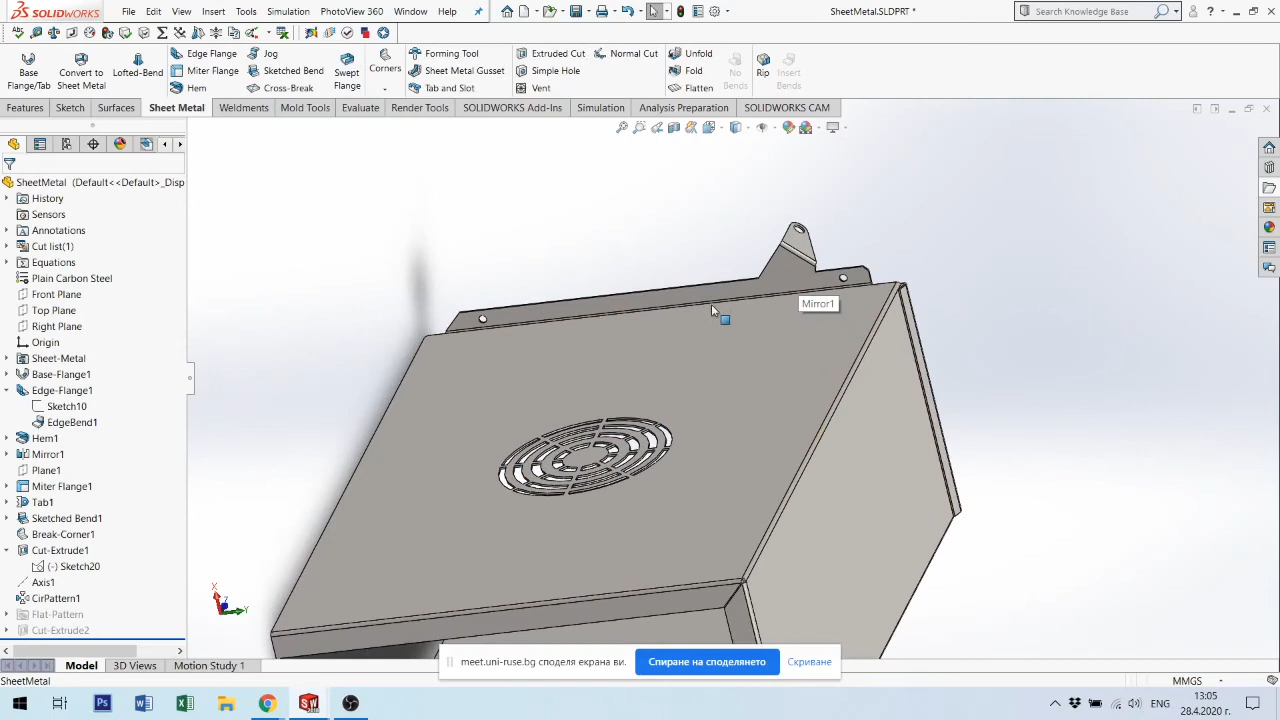 SOLIDWORKS File Edit View Insert Tools Simulation PhotoView 360 Window Help SheetMetal.SLDPRT * Search Knowledge Base
Base Flange/Tab
Convert to Sheet Metal
Lofted-Bend
Edge Flange
Miter Flange
Hem
Jog
Sketched Bend
Cross-Break
Swept Flange
Corners
Forming Tool
Sheet Metal Gusset
Tab and Slot
Extruded Cut
Simple Hole
Vent
Normal Cut
Unfold
Fold
Flatten
No Bends
Rip
Insert Bends
Features Sketch Surfaces Sheet Metal Weldments Mold Tools Evaluate Render Tools SOLIDWORKS Add-Ins Simulation Analysis Preparation SOLIDWORKS CAM
SheetMetal (Default<<Default>_Disp
History
Sensors
Annotations
Cut list(1)
Equations
Plain Carbon Steel
Front Plane
Top Plane
Right Plane
Origin
Sheet-Metal
Base-Flange1
Edge-Flange1
Sketch10
EdgeBend1
Hem1
Mirror1
Plane1
Miter Flange1
Tab1
Sketched Bend1
Break-Corner1
Cut-Extrude1
(-) Sketch20
Axis1
CirPattern1
Flat-Pattern
Cut-Extrude2
Mirror1
X
Z
Y
Model 3D Views Motion Study 1
meet.uni-ruse.bg споделя екрана ви. Спиране на споделянето Скриване
SheetMetal MMGS
ENG
13:05
28.4.2020 г.